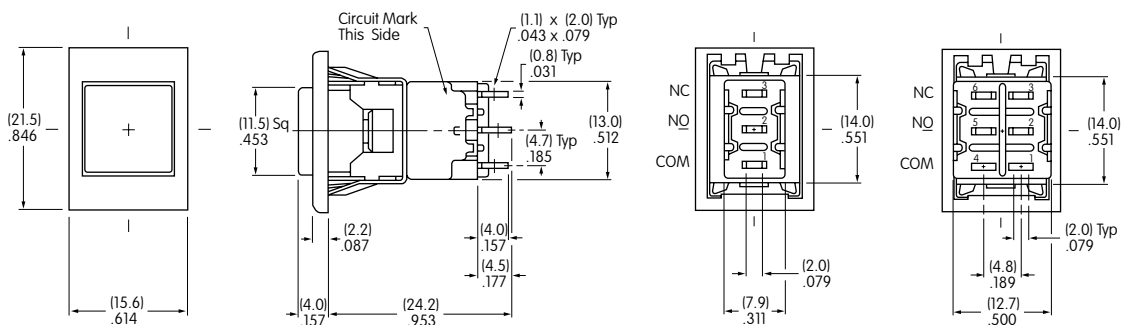 (21.5)
.846
(15.6)
.614
Circuit Mark
This Side
(1.1) x (2.0) Typ
.043 x .079
(0.8) Typ
.031
(11.5) Sq
.453
(4.7) Typ
.185
(13.0)
.512
(2.2)
.087
(4.0)
.157
(4.5)
.177
(4.0)
.157
(24.2)
.953
NC
NO
COM
3
2
1
(14.0)
.551
(2.0)
.079
(7.9)
.311
NC
NO
COM
6 3
5 2
4 1
(14.0)
.551
(2.0) Typ
.079
(4.8)
.189
(12.7)
.500